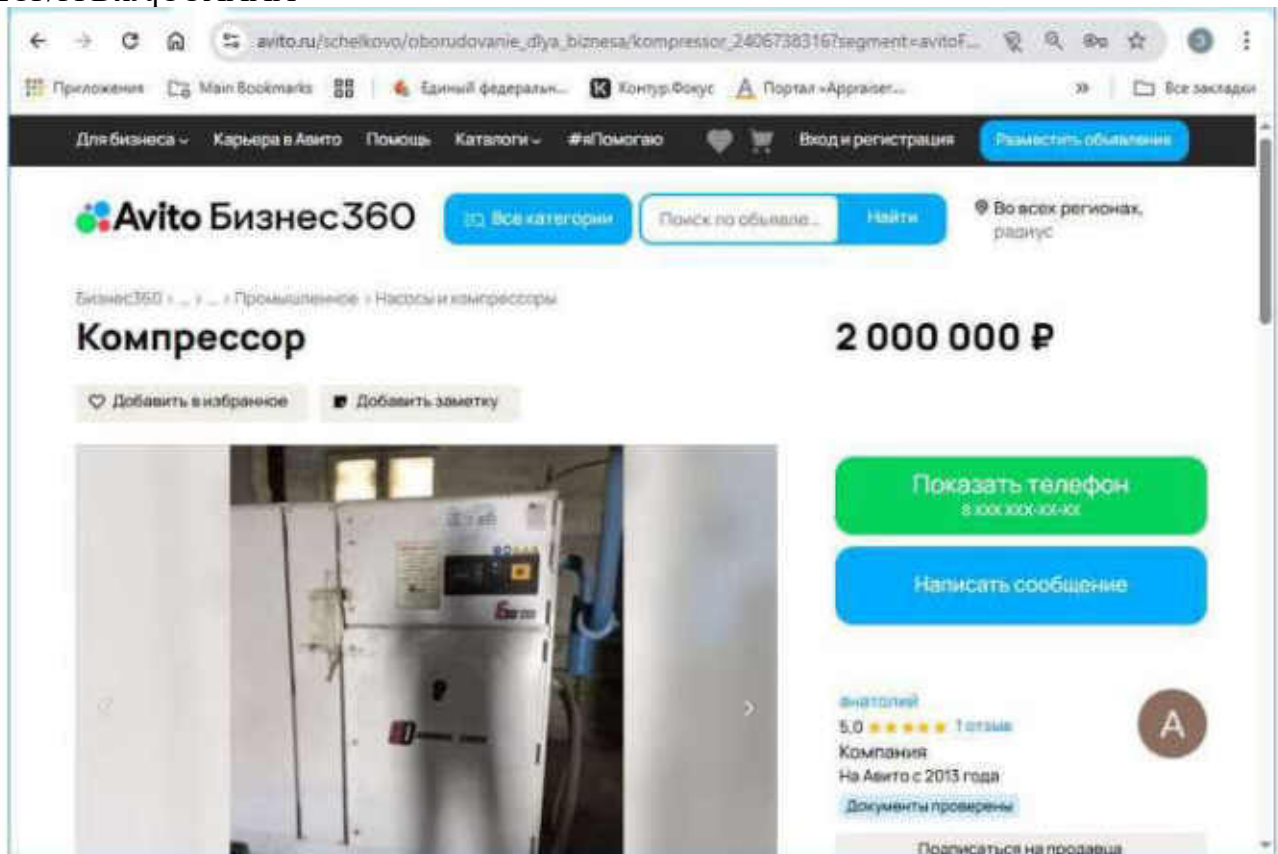 avito.ru/schelkovo/oborudovanie_dlya_biznesa/kompressor_2406738316?segment=avitoF...
Приложения Main Bookmarks Единый федеральн... Контур.Фокус Портал «Appraiser... » Все закладки
Для бизнеса Карьера в Авито Помощь Каталоги #яПомогаю Вход и регистрация Разместить объявление
Avito Бизнес360 Все категории Поиск по объявле... Найти Во всех регионах,
радиус
Бизнес360 › ... › ... › Промышленное › Насосы и компрессоры
Компрессор 2 000 000 ₽
Добавить в избранное Добавить заметку
Показать телефон
8 XXX XXX-XX-XX
Написать сообщение
анатолий
5,0 1 отзыв
А
Компания
На Авито с 2013 года
Документы проверены
Подписаться на продавца